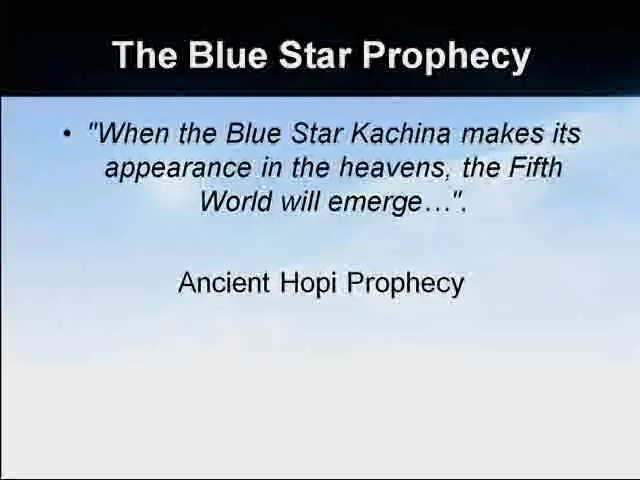 The Blue Star Prophecy
• "When the Blue Star Kachina makes its
appearance in the heavens, the Fifth
World will emerge…".
Ancient Hopi Prophecy